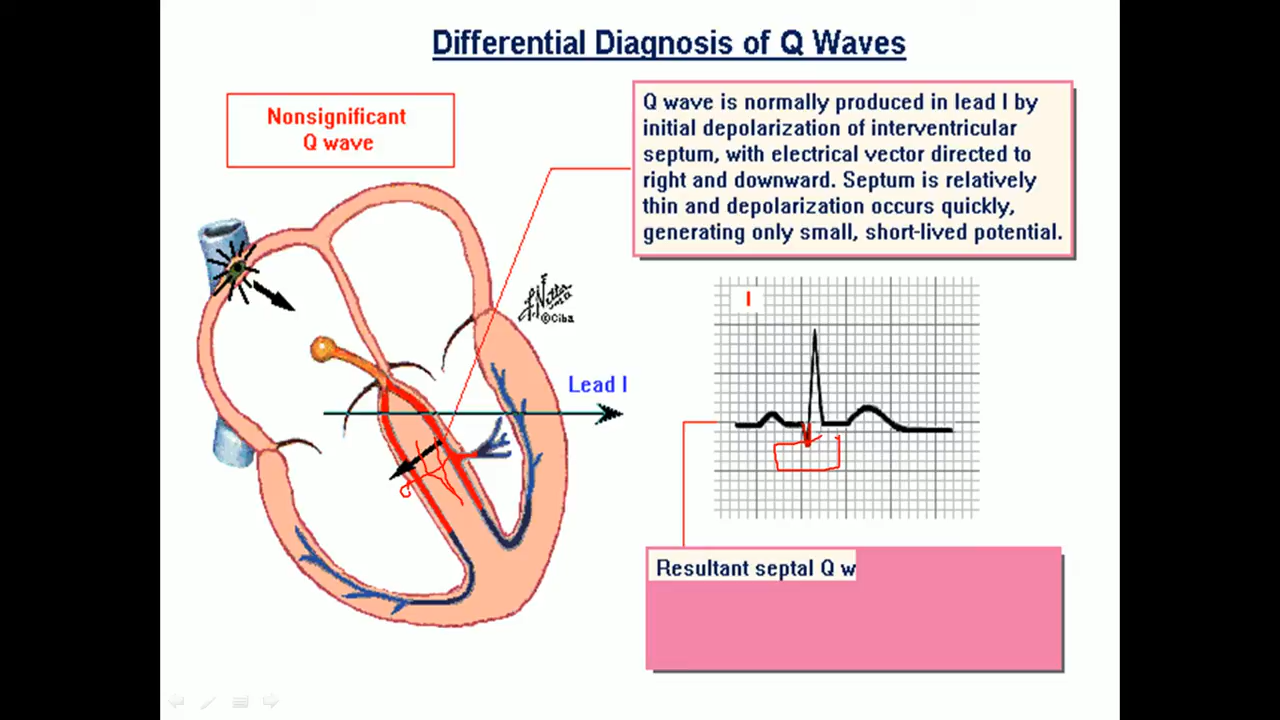 Differential Diagnosis of Q Waves
Nonsignificant
Q wave
Q wave is normally produced in lead I by
initial depolarization of interventricular
septum, with electrical vector directed to
right and downward. Septum is relatively
thin and depolarization occurs quickly,
generating only small, short-lived potential.
©Ciba
Lead I
I
Resultant septal Q w